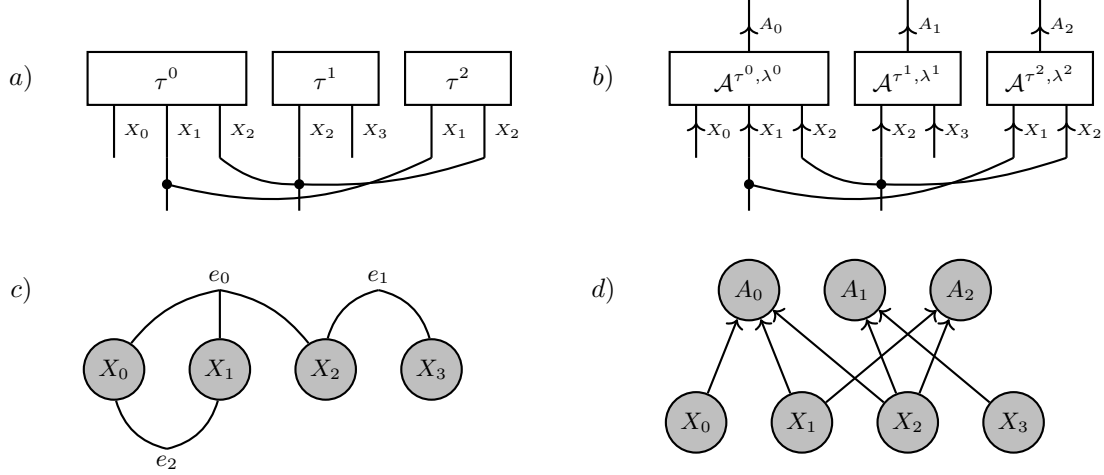 A_0 A_1 A_2
a) τ^0 τ^1 τ^2 b) 𝒜^{τ^0,λ^0} 𝒜^{τ^1,λ^1} 𝒜^{τ^2,λ^2}
X_0 X_1 X_2 X_2 X_3 X_1 X_2 X_0 X_1 X_2 X_2 X_3 X_1 X_2
c) e_0 e_1 d) A_0 A_1 A_2
X_0 X_1 X_2 X_3
X_0 X_1 X_2 X_3
e_2